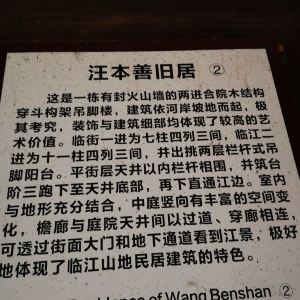 汪本善旧居 ②
这是一栋有封火山墙的两进合院木结构
穿斗构架吊脚楼，建筑依河岸坡地而起，极
其考究，装饰与建筑细部均体现了较高的艺
术价值。临街一进为七柱四列三间，临江二
进为十一柱四列三间，并出挑两层栏杆式吊
脚阳台。平街层天井以内栏杆相围，并筑台
阶三跑下至天井底部，再下直通江边。室内
与地形充分结合，中庭竖向有丰富的空间变
化，檐廊与庭院天井间以过道、穿廊相连，
可透过街面大门和地下通道看到江景，极好
地体现了临江山地民居建筑的特色。
Residence of Wang Benshan ②